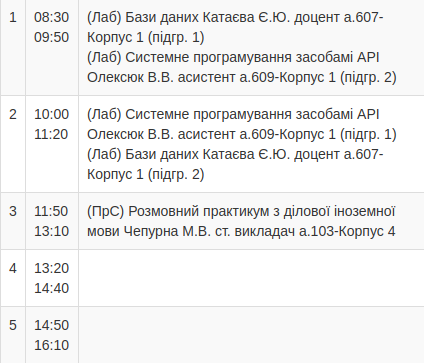 1 08:30 (Лаб) Бази даних Катаєва Є.Ю. доцент а.607-
09:50 Корпус 1 (підгр. 1)
(Лаб) Системне програмування засобамі API
Олексюк В.В. асистент а.609-Корпус 1 (підгр. 2)
2 10:00 (Лаб) Системне програмування засобамі API
11:20 Олексюк В.В. асистент а.609-Корпус 1 (підгр. 1)
(Лаб) Бази даних Катаєва Є.Ю. доцент а.607-
Корпус 1 (підгр. 2)
3 11:50 (ПрС) Розмовний практикум з ділової іноземної
13:10 мови Чепурна М.В. ст. викладач а.103-Корпус 4
4 13:20
14:40
5 14:50
16:10